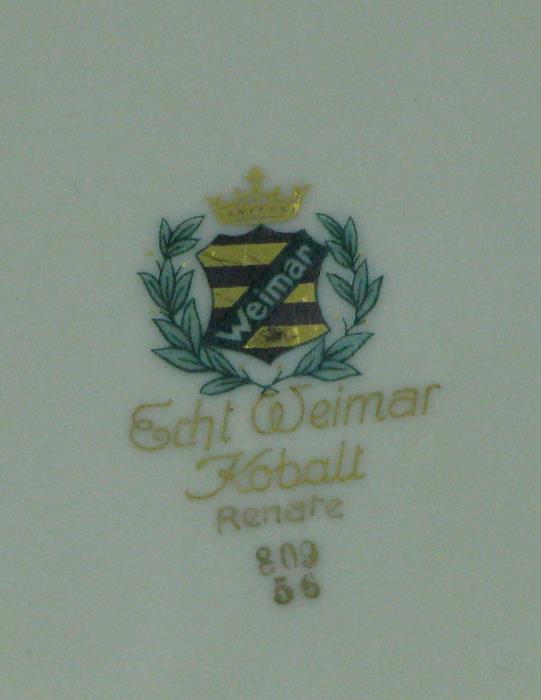 Weimar
Echt Weimar
Kobalt
Renate
809
56